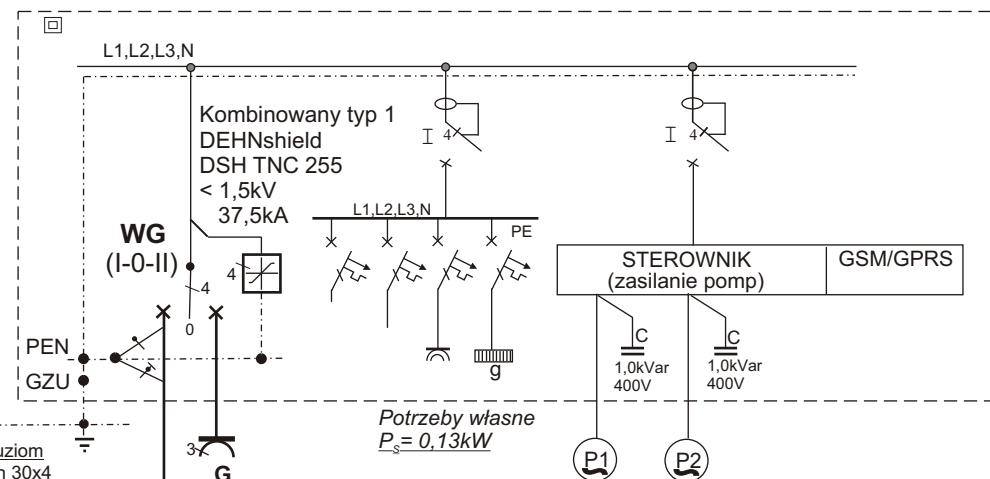 L1,L2,L3,N
Kombinowany typ 1
DEHNshield
DSH TNC 255
< 1,5kV
37,5kA
I 4
I 4
L1,L2,L3,N
PE
WG
(I-0-II)
4
4
0
STEROWNIK
(zasilanie pomp)
GSM/GPRS
PEN
GZU
g
C
1,0kVar
400V
C
1,0kVar
400V
Potrzeby własne
Ps= 0,13kW
3
G
P1
P2
uziom
30x4